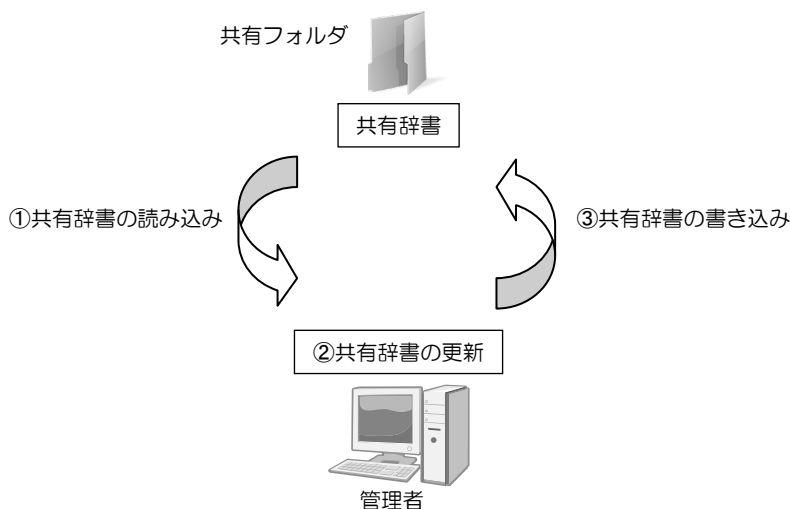 共有フォルダ
共有辞書
①共有辞書の読み込み
③共有辞書の書き込み
②共有辞書の更新
管理者